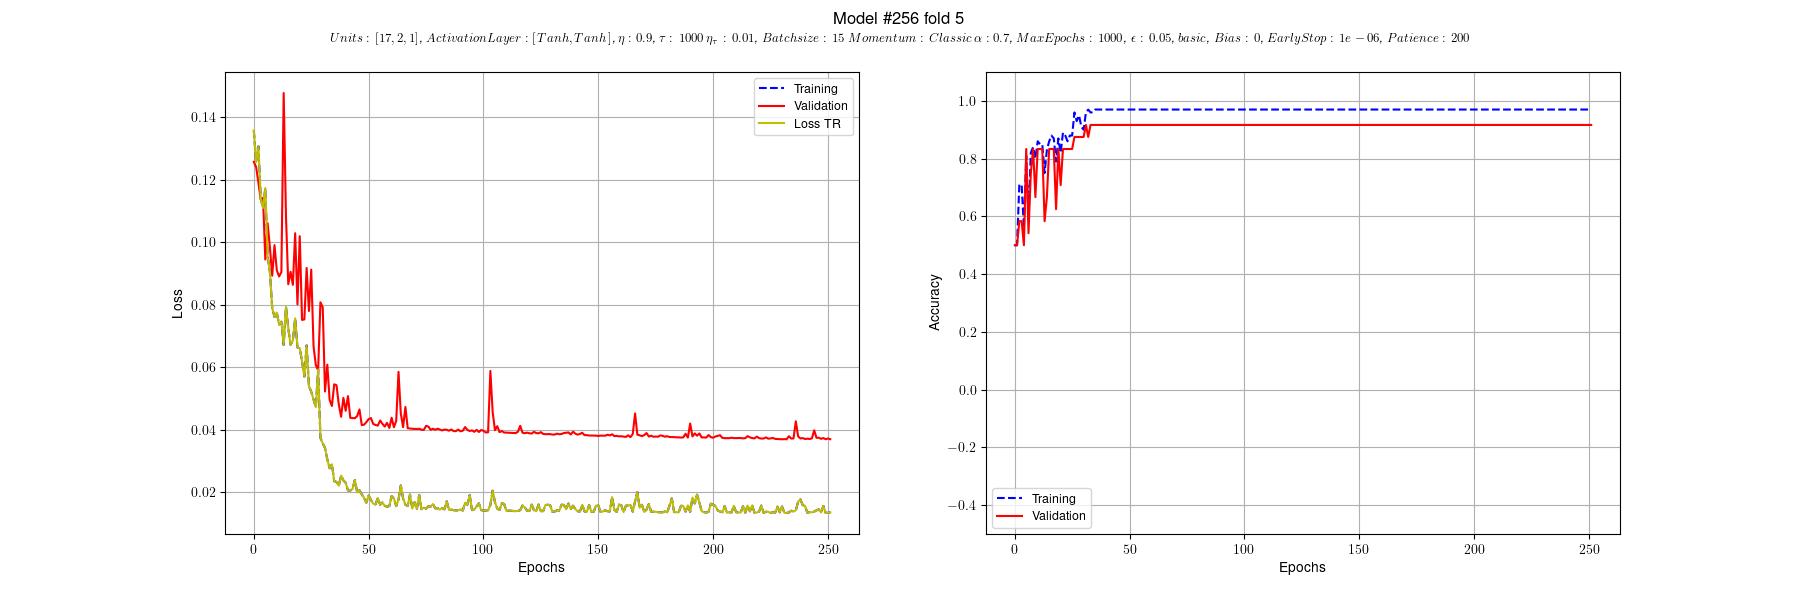 Model #256 fold 5
Units : [17, 2, 1], ActivationLayer : [Tanh, Tanh], η : 0.9, τ : 1000 η_τ : 0.01, Batchsize : 15 Momentum : Classic α : 0.7, MaxEpochs : 1000, ϵ : 0.05, basic, Bias : 0, EarlyStop : 1e − 06, Patience : 200
Training
Validation
Loss TR
0.14
0.12
0.10
0.08
0.06
0.04
0.02
Loss
0 50 100 150 200 250
Epochs
1.0
0.8
0.6
0.4
0.2
0.0
−0.2
−0.4
Accuracy
Training
Validation
0 50 100 150 200 250
Epochs